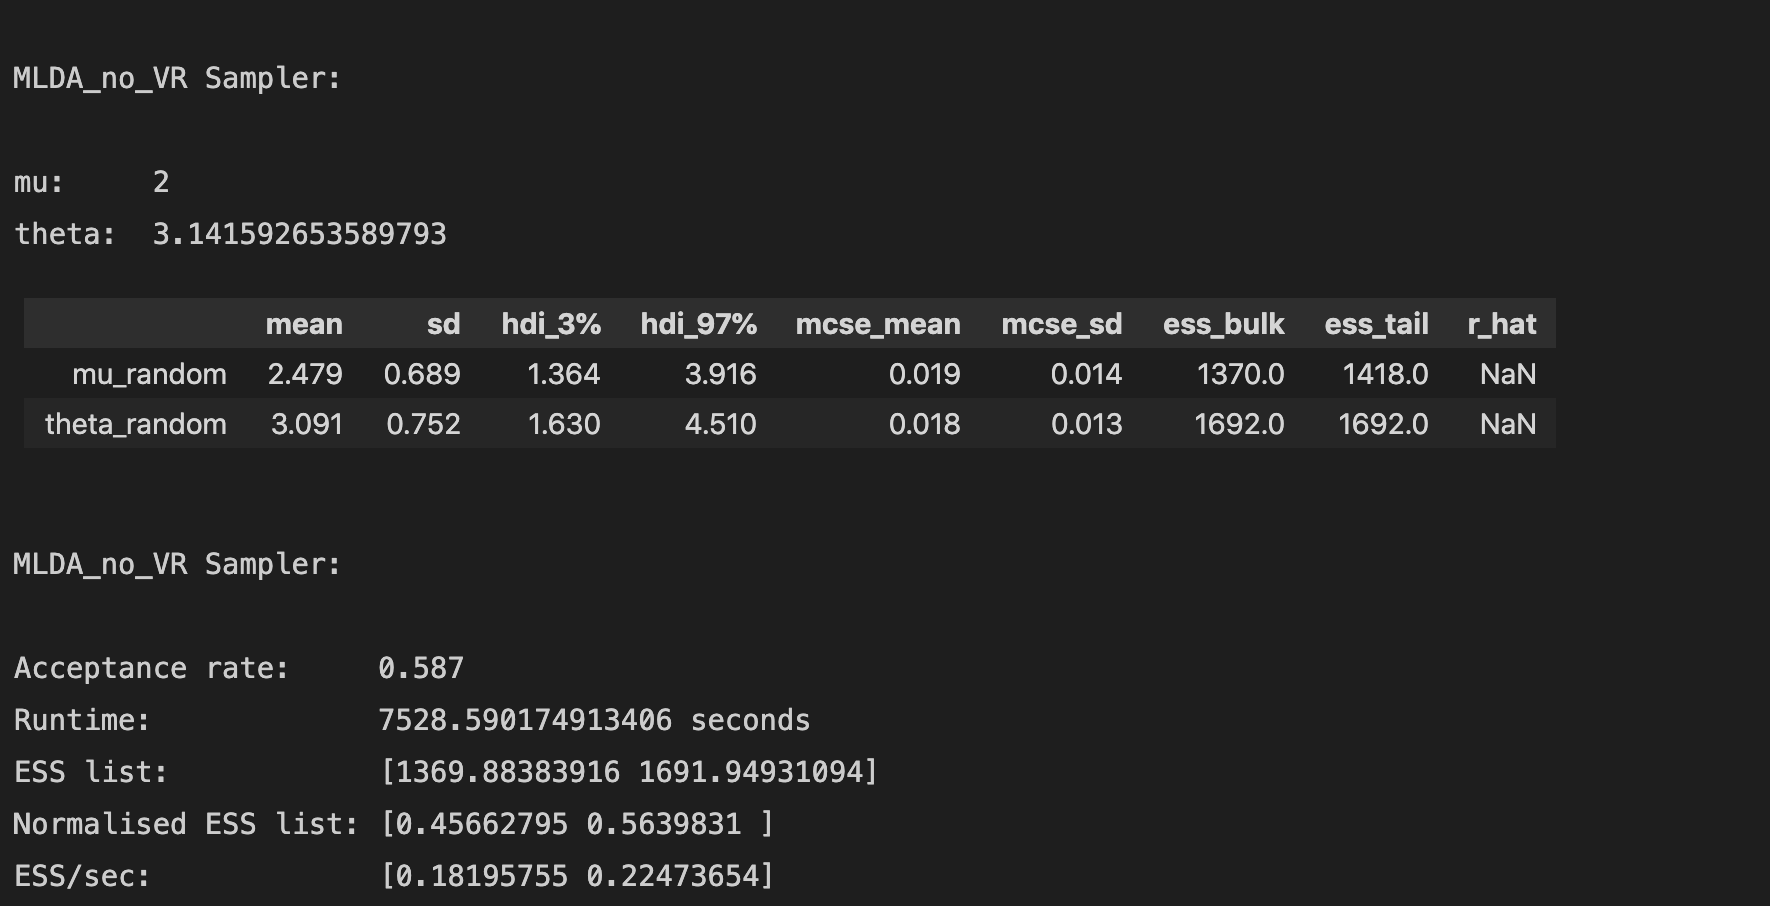 MLDA_no_VR Sampler:
mu: 2
theta: 3.141592653589793
mean sd hdi_3% hdi_97% mcse_mean mcse_sd ess_bulk ess_tail r_hat
mu_random 2.479 0.689 1.364 3.916 0.019 0.014 1370.0 1418.0 NaN
theta_random 3.091 0.752 1.630 4.510 0.018 0.013 1692.0 1692.0 NaN
MLDA_no_VR Sampler:
Acceptance rate: 0.587
Runtime: 7528.590174913406 seconds
ESS list: [1369.88383916 1691.94931094]
Normalised ESS list: [0.45662795 0.5639831 ]
ESS/sec: [0.18195755 0.22473654]